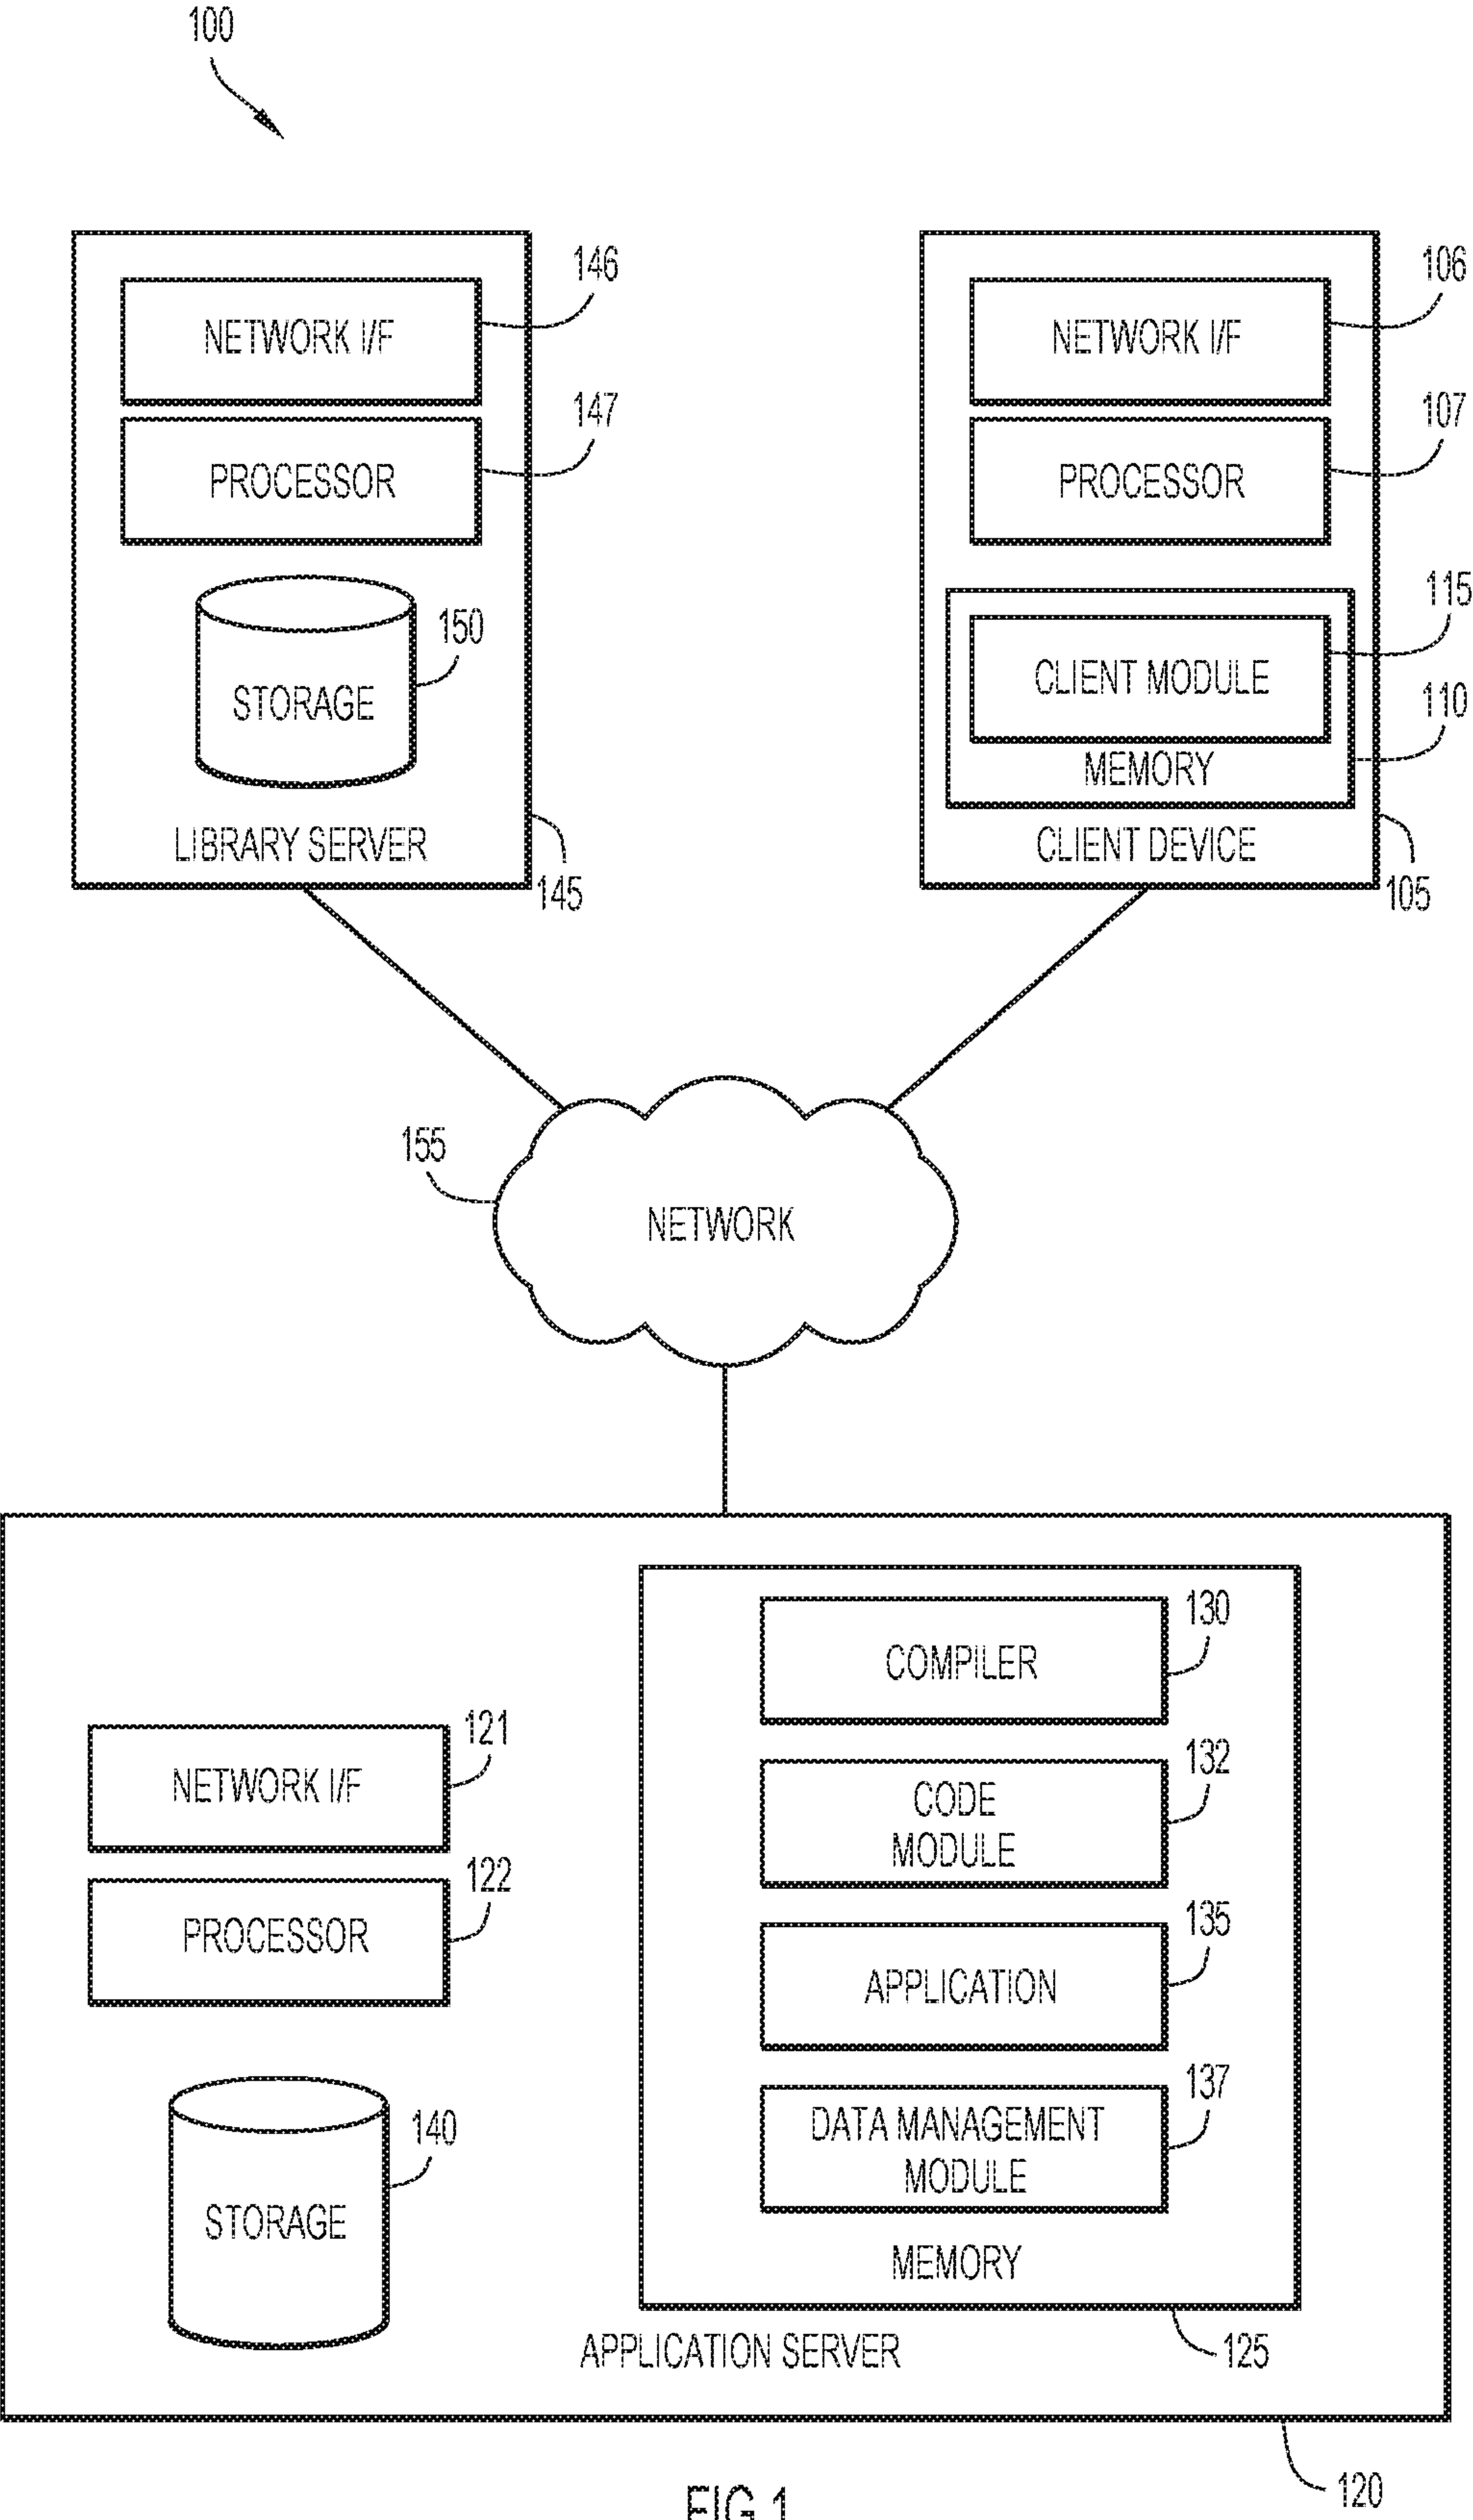 100
NETWORK I/F
146
PROCESSOR
147
STORAGE
150
LIBRARY SERVER
145
NETWORK I/F
106
PROCESSOR
107
CLIENT MODULE
115
MEMORY
110
CLIENT DEVICE
105
155
NETWORK
NETWORK I/F
121
PROCESSOR
122
STORAGE
140
COMPILER
130
CODE
MODULE
132
APPLICATION
135
DATA MANAGEMENT
MODULE
137
MEMORY
125
APPLICATION SERVER
120
FIG.1